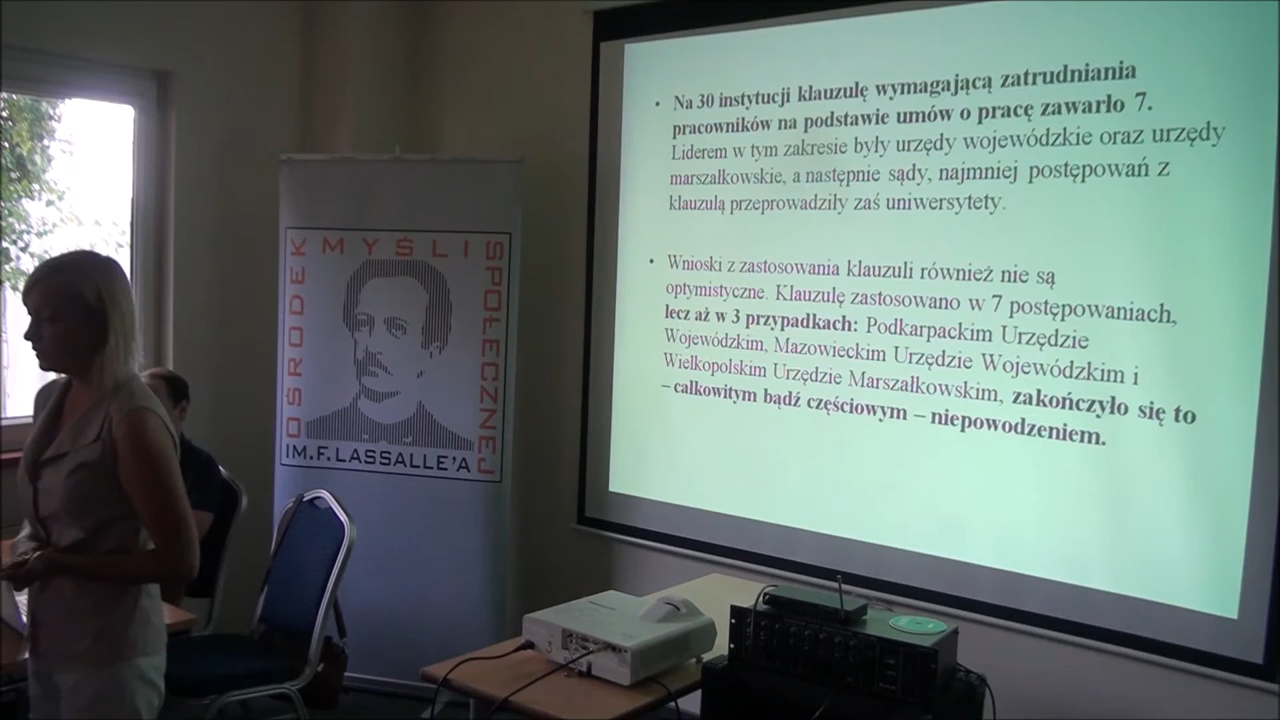 OŚRODEK MYŚLI SPOŁECZNEJ
IM. F. LASSALLE'A
• Na 30 instytucji klauzulę wymagającą zatrudniania
pracowników na podstawie umów o pracę zawarło 7.
Liderem w tym zakresie były urzędy wojewódzkie oraz urzędy
marszałkowskie, a następnie sądy, najmniej postępowań z
klauzulą przeprowadziły zaś uniwersytety.
• Wnioski z zastosowania klauzuli również nie są
optymistyczne. Klauzulę zastosowano w 7 postępowaniach,
lecz aż w 3 przypadkach: Podkarpackim Urzędzie
Wojewódzkim, Mazowieckim Urzędzie Wojewódzkim i
Wielkopolskim Urzędzie Marszałkowskim, zakończyło się to
– całkowitym bądź częściowym – niepowodzeniem.